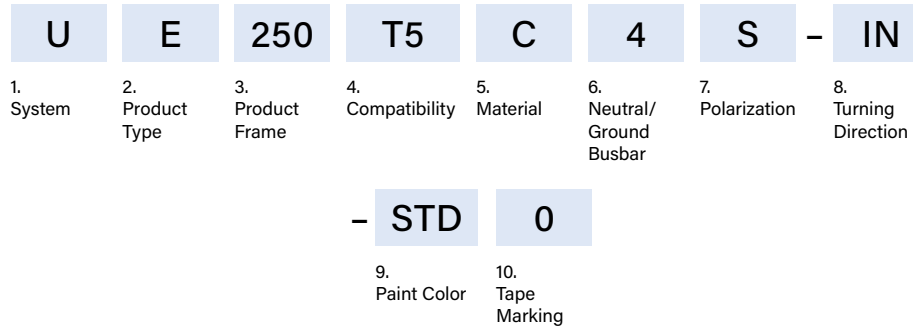 U E 250 T5 C 4 S – IN
1. 2. 3. 4. 5. 6. 7. 8.
System Product Product Compatibility Material Neutral/ Polarization Turning
Type Frame Ground Direction
Busbar
– STD 0
9. 10.
Paint Color Tape
Marking